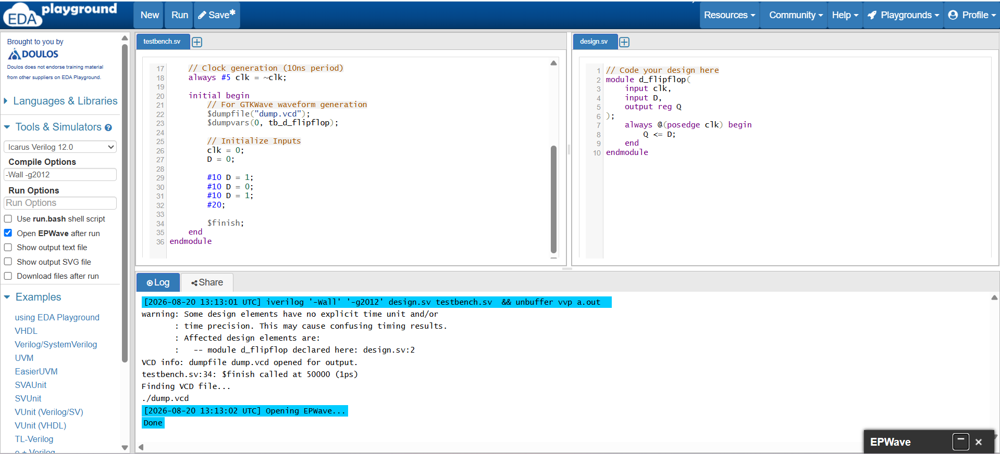 EDA playground
New
Run
Save*
Resources
Community
Help
Playgrounds
Profile
Brought to you by
DOULOS
Doulos does not endorse training material
from other suppliers on EDA Playground.
Languages & Libraries
Tools & Simulators ?
Icarus Verilog 12.0
Compile Options
-Wall -g2012
Run Options
Run Options
Use run.bash shell script
Open EPWave after run
Show output text file
Show output SVG file
Download files after run
Examples
using EDA Playground
VHDL
Verilog/SystemVerilog
UVM
EasierUVM
SVAUnit
SVUnit
VUnit (Verilog/SV)
VUnit (VHDL)
TL-Verilog
e + Verilog
testbench.sv
17 // Clock generation (10ns period)
18 always #5 clk = ~clk;
19
20 initial begin
21 // For GTKWave waveform generation
22 $dumpfile("dump.vcd");
23 $dumpvars(0, tb_d_flipflop);
24
25 // Initialize Inputs
26 clk = 0;
27 D = 0;
28
29 #10 D = 1;
30 #10 D = 0;
31 #10 D = 1;
32 #20;
33
34 $finish;
35 end
36 endmodule
design.sv
1 // Code your design here
2 module d_flipflop(
3 input clk,
4 input D,
5 output reg Q
6 );
7 always @(posedge clk) begin
8 Q <= D;
9 end
10 endmodule
Log
Share
[2026-08-20 13:13:01 UTC] iverilog '-Wall' '-g2012' design.sv testbench.sv && unbuffer vvp a.out
warning: Some design elements have no explicit time unit and/or
: time precision. This may cause confusing timing results.
: Affected design elements are:
: -- module d_flipflop declared here: design.sv:2
VCD info: dumpfile dump.vcd opened for output.
testbench.sv:34: $finish called at 50000 (1ps)
Finding VCD file...
./dump.vcd
[2026-08-20 13:13:02 UTC] Opening EPWave...
Done
EPWave